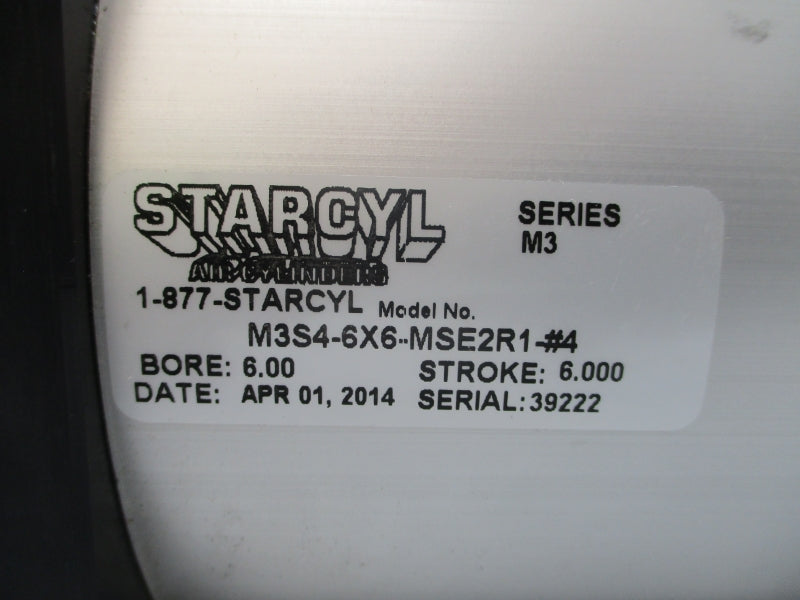 STARCYL
AIR CYLINDERS
SERIES
M3
1-877-STARCYL Model No.
M3S4-6X6-MSE2R1-#4
BORE: 6.00 STROKE: 6.000
DATE: APR 01, 2014 SERIAL: 39222